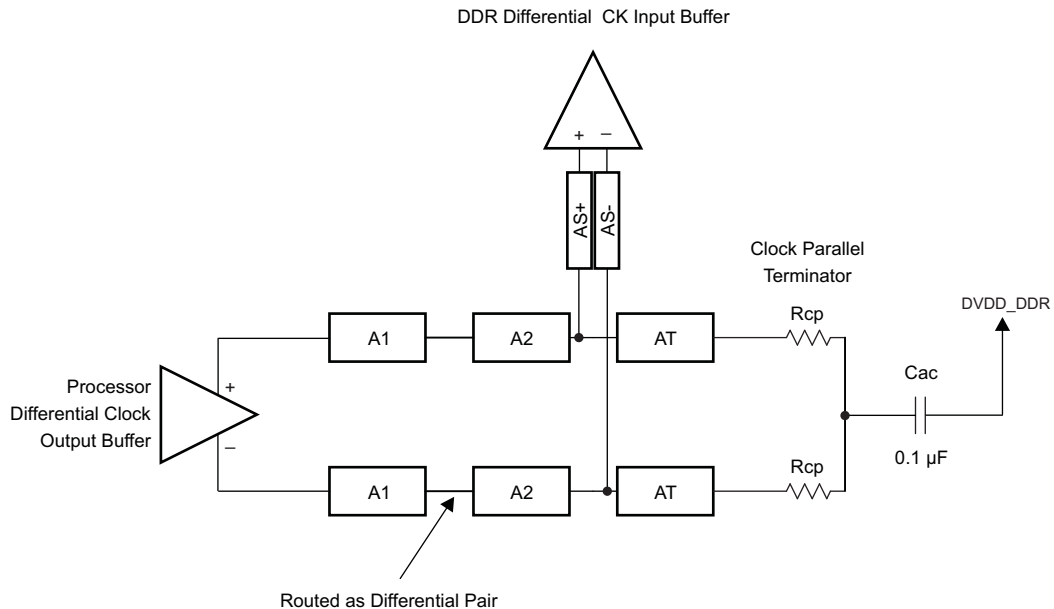 DDR Differential CK Input Buffer
+ –
AS+ AS-
Clock Parallel
Terminator
DVDD_DDR
Rcp
A1 A2 AT
Cac
Processor
Differential Clock
Output Buffer
+
–
0.1 µF
Rcp
A1 A2 AT
Routed as Differential Pair